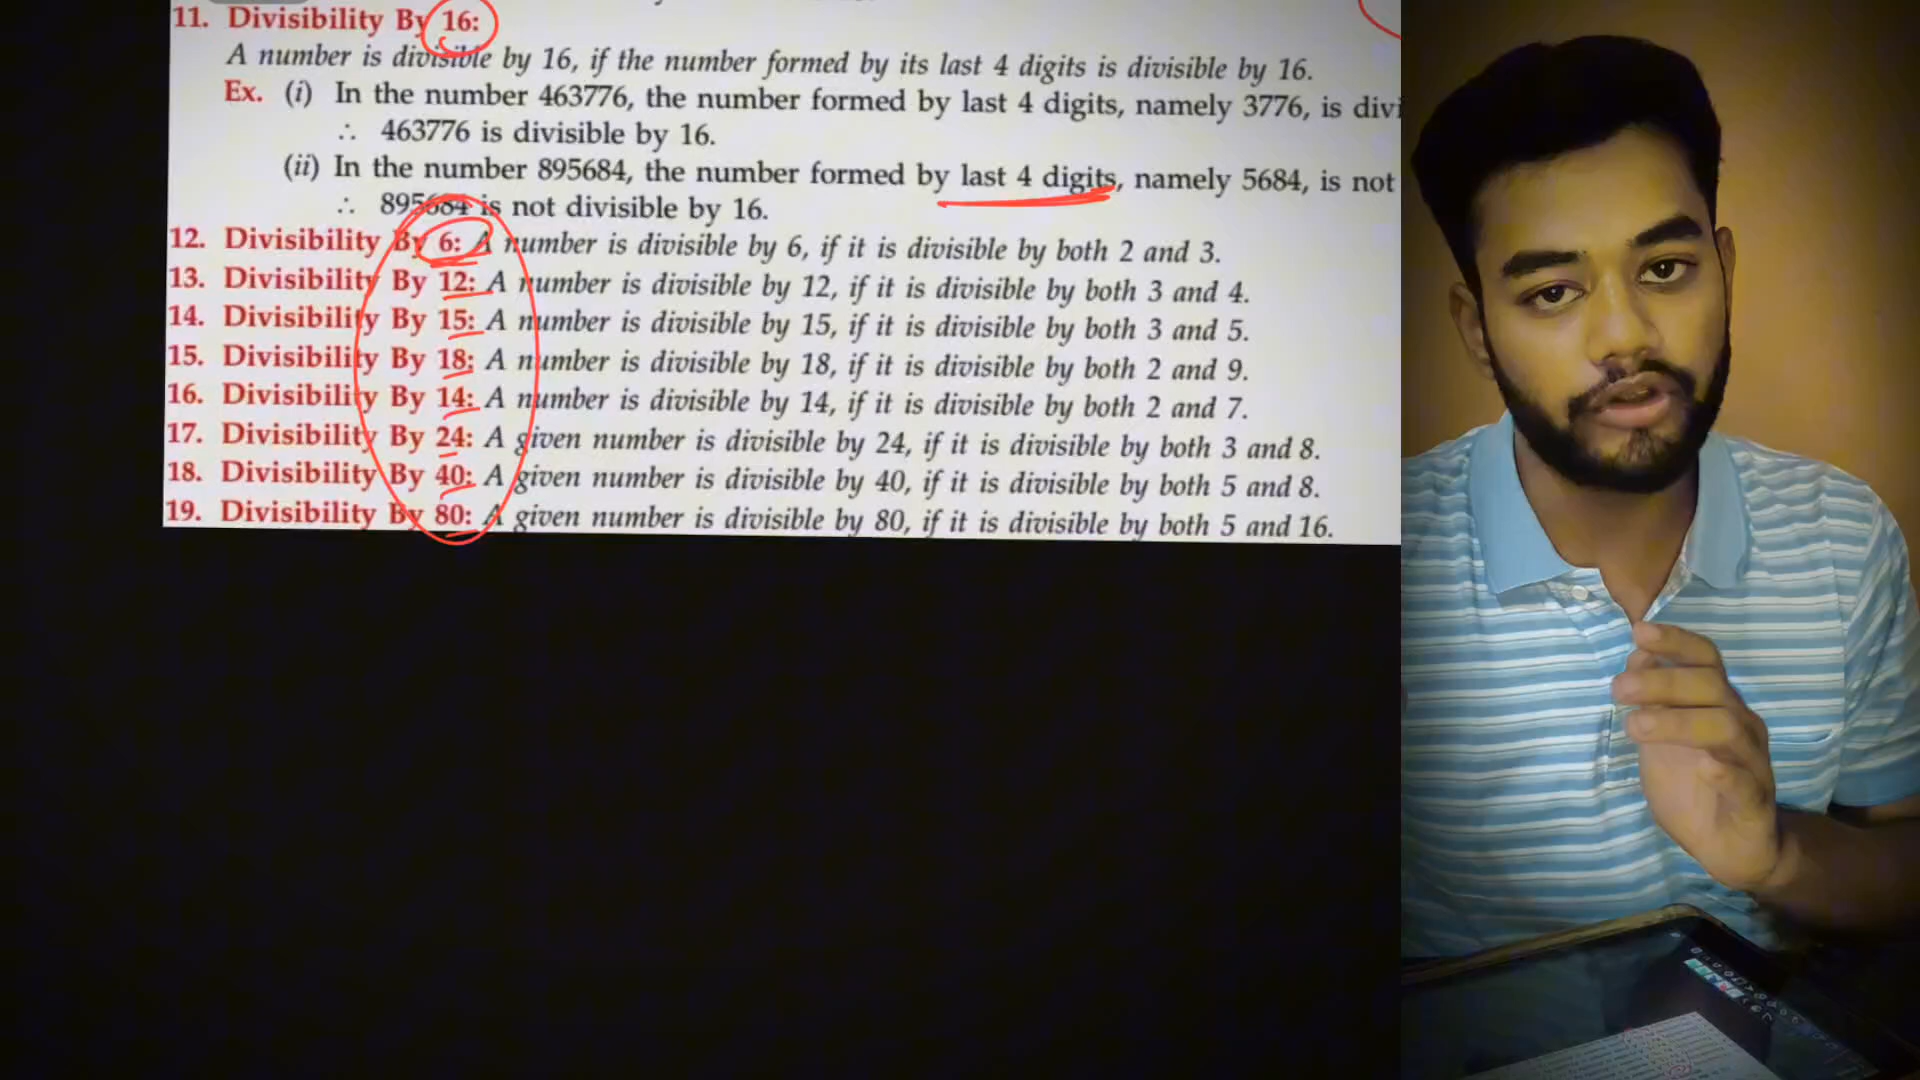 11. Divisibility By 16:
A number is divisible by 16, if the number formed by its last 4 digits is divisible by 16.
Ex. (i) In the number 463776, the number formed by last 4 digits, namely 3776, is divi
∴ 463776 is divisible by 16.
(ii) In the number 895684, the number formed by last 4 digits, namely 5684, is not
∴ 895684 is not divisible by 16.
12. Divisibility By 6: A number is divisible by 6, if it is divisible by both 2 and 3.
13. Divisibility By 12: A number is divisible by 12, if it is divisible by both 3 and 4.
14. Divisibility By 15: A number is divisible by 15, if it is divisible by both 3 and 5.
15. Divisibility By 18: A number is divisible by 18, if it is divisible by both 2 and 9.
16. Divisibility By 14: A number is divisible by 14, if it is divisible by both 2 and 7.
17. Divisibility By 24: A given number is divisible by 24, if it is divisible by both 3 and 8.
18. Divisibility By 40: A given number is divisible by 40, if it is divisible by both 5 and 8.
19. Divisibility By 80: A given number is divisible by 80, if it is divisible by both 5 and 16.